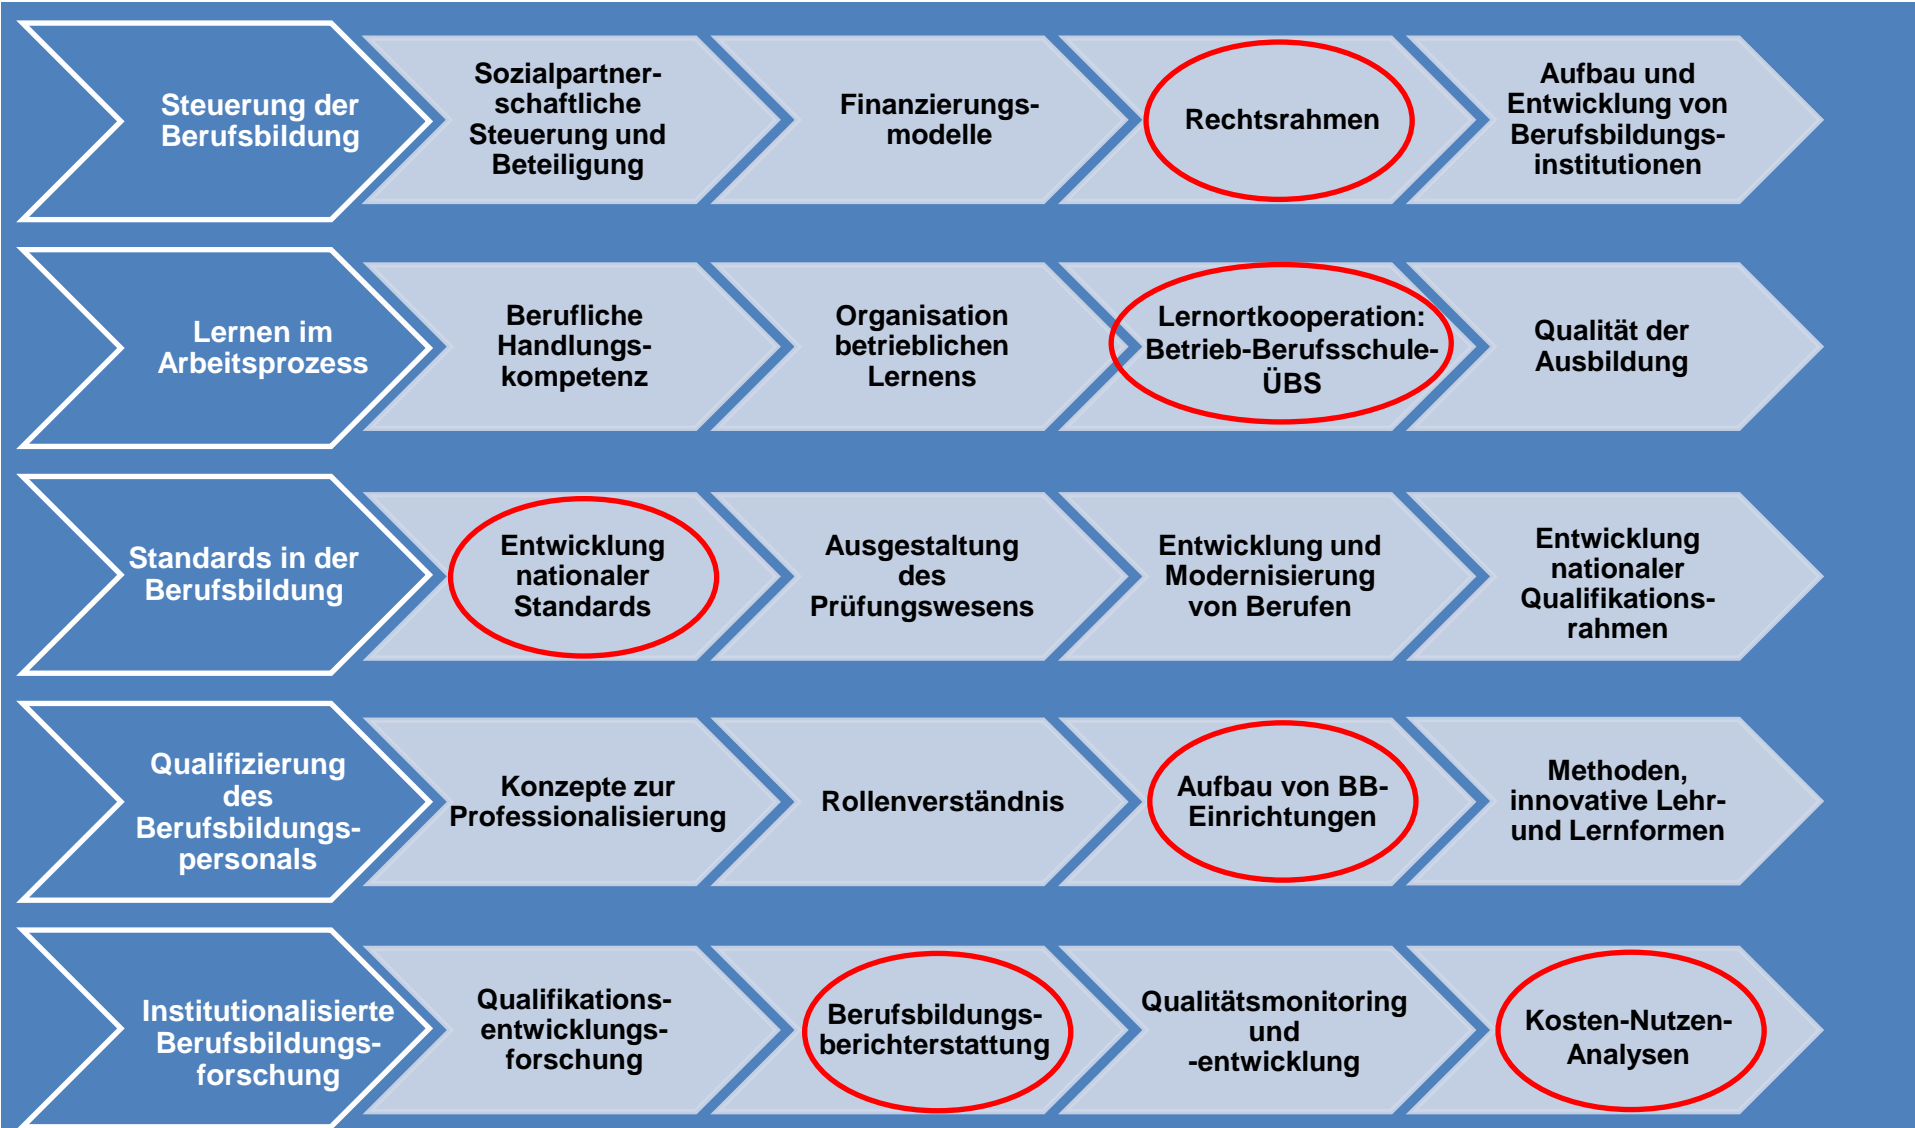 Steuerung der
Berufsbildung
Sozialpartner-
schaftliche
Steuerung und
Beteiligung
Finanzierungs-
modelle
Rechtsrahmen
Aufbau und
Entwicklung von
Berufsbildungs-
institutionen
Lernen im
Arbeitsprozess
Berufliche
Handlungs-
kompetenz
Organisation
betrieblichen
Lernens
Lernortkooperation:
Betrieb-Berufsschule-
ÜBS
Qualität der
Ausbildung
Standards in der
Berufsbildung
Entwicklung
nationaler
Standards
Ausgestaltung
des
Prüfungswesens
Entwicklung und
Modernisierung
von Berufen
Entwicklung
nationaler
Qualifikations-
rahmen
Qualifizierung
des
Berufsbildungs-
personals
Konzepte zur
Professionalisierung
Rollenverständnis
Aufbau von BB-
Einrichtungen
Methoden,
innovative Lehr-
und Lernformen
Institutionalisierte
Berufsbildungs-
forschung
Qualifikations-
entwicklungs-
forschung
Berufsbildungs-
berichterstattung
Qualitätsmonitoring
und
-entwicklung
Kosten-Nutzen-
Analysen